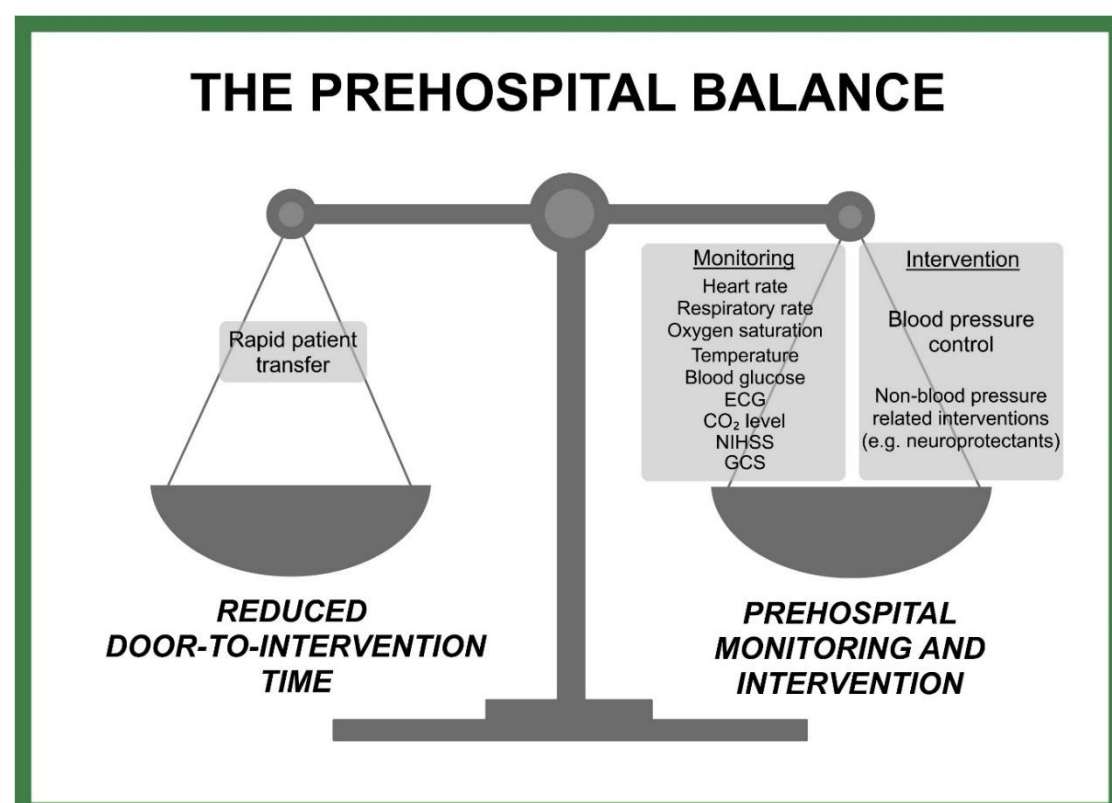 THE PREHOSPITAL BALANCE
Rapid patient
transfer
Monitoring
Heart rate
Respiratory rate
Oxygen saturation
Temperature
Blood glucose
ECG
CO₂ level
NIHSS
GCS
Intervention
Blood pressure
control
Non-blood pressure
related interventions
(e.g. neuroprotectants)
REDUCED
DOOR-TO-INTERVENTION
TIME
PREHOSPITAL
MONITORING AND
INTERVENTION